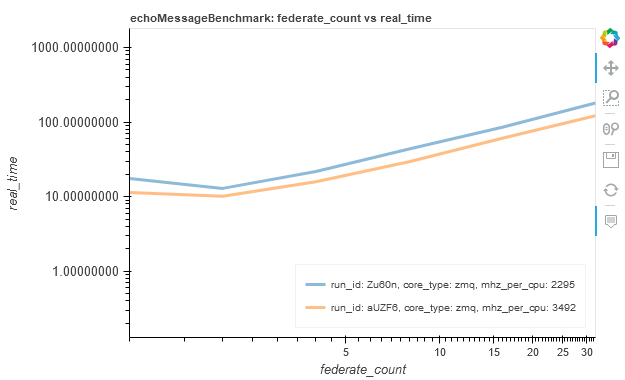 echoMessageBenchmark: federate_count vs real_time
1000.00000000
100.00000000
10.00000000
1.00000000
real_time
run_id: Zu60n, core_type: zmq, mhz_per_cpu: 2295
run_id: aUZF6, core_type: zmq, mhz_per_cpu: 3492
5 10 15 20 25 30
federate_count